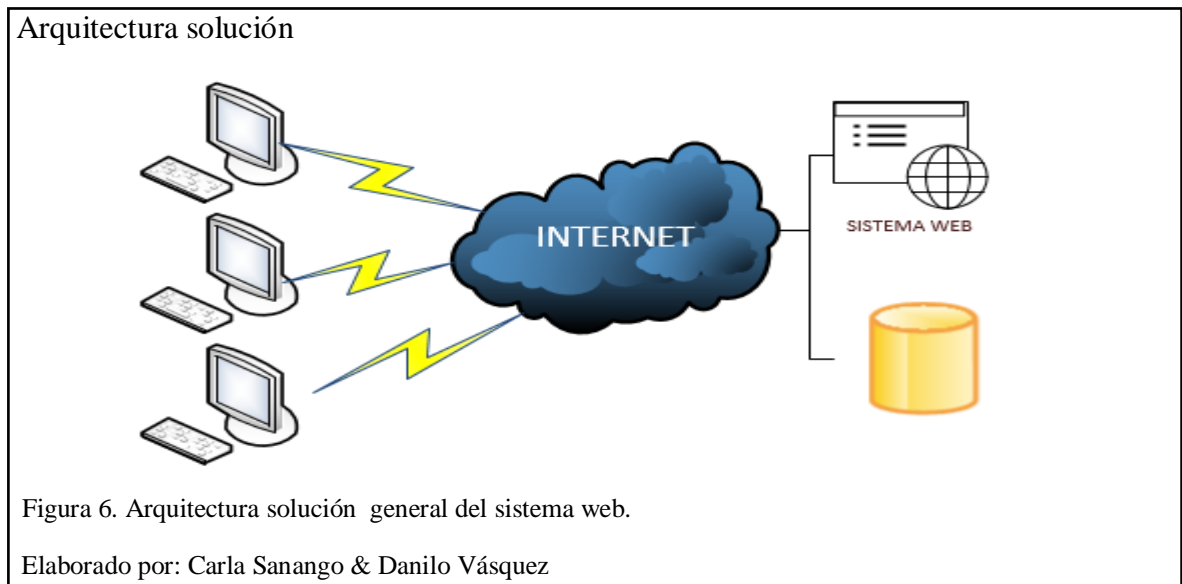 Arquitectura solución
INTERNET
SISTEMA WEB
Figura 6. Arquitectura solución general del sistema web.
Elaborado por: Carla Sanango & Danilo Vásquez